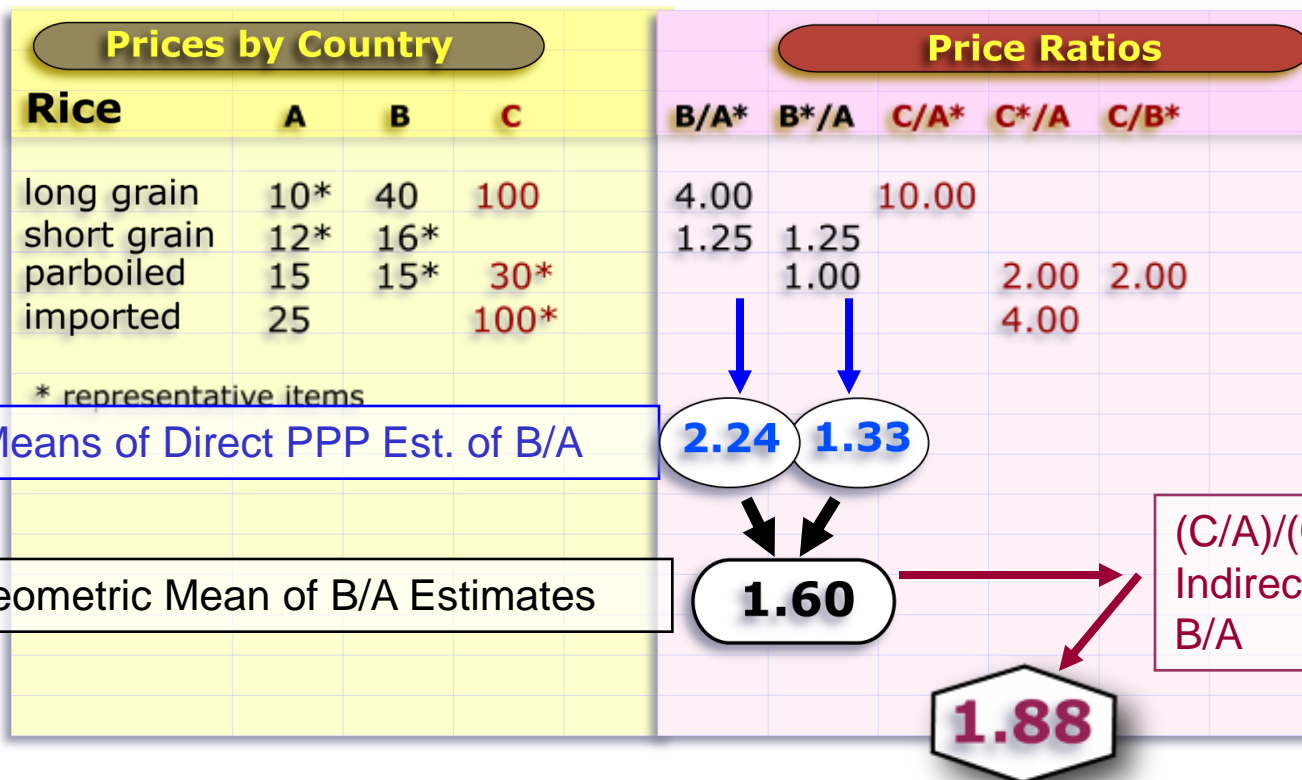 Prices by Country
Rice A B C
long grain 10* 40 100
short grain 12* 16*
parboiled 15 15* 30*
imported 25 100*
* representative items
Means of Direct PPP Est. of B/A
eometric Mean of B/A Estimates
Price Ratios
B/A* B*/A C/A* C*/A C/B*
4.00 10.00
1.25 1.25
1.00 2.00 2.00
4.00
2.24 1.33
1.60
(C/A)/(
Indirec
B/A
1.88